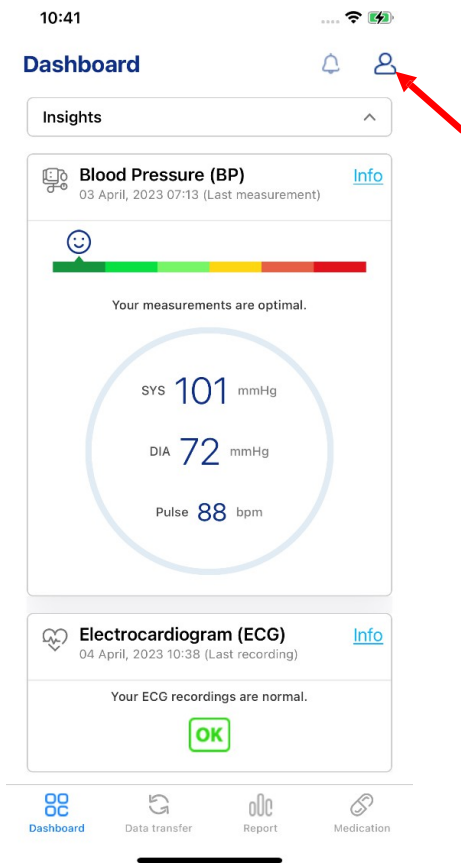 10:41
Dashboard
Insights
Blood Pressure (BP)
Info
03 April, 2023 07:13 (Last measurement)
Your measurements are optimal.
SYS 101 mmHg
DIA 72 mmHg
Pulse 88 bpm
Electrocardiogram (ECG)
Info
04 April, 2023 10:38 (Last recording)
Your ECG recordings are normal.
OK
Dashboard Data transfer Report Medication